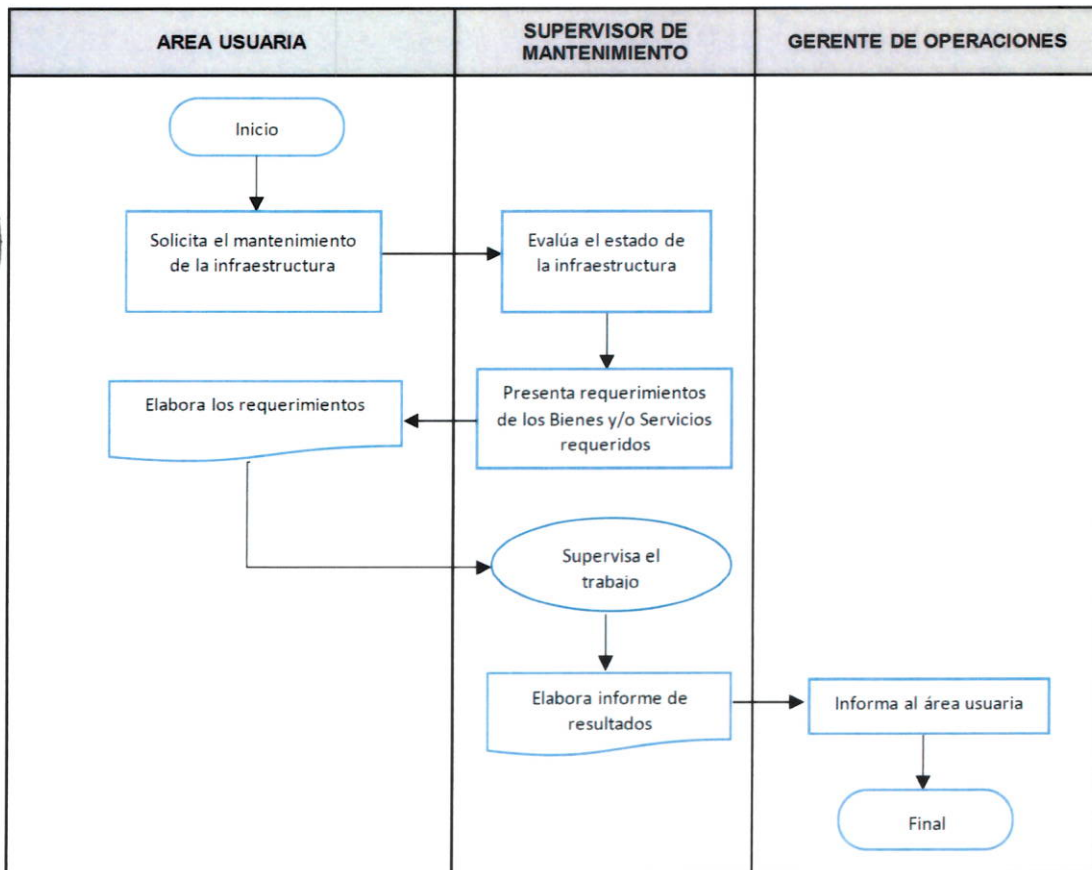 AREA USUARIA
SUPERVISOR DE
MANTENIMIENTO
GERENTE DE OPERACIONES
Inicio
Solicita el mantenimiento
de la infraestructura
Evalúa el estado de
la infraestructura
Presenta requerimientos
de los Bienes y/o Servicios
requeridos
Elabora los requerimientos
Supervisa el
trabajo
Elabora informe de
resultados
Informa al área usuaria
Final